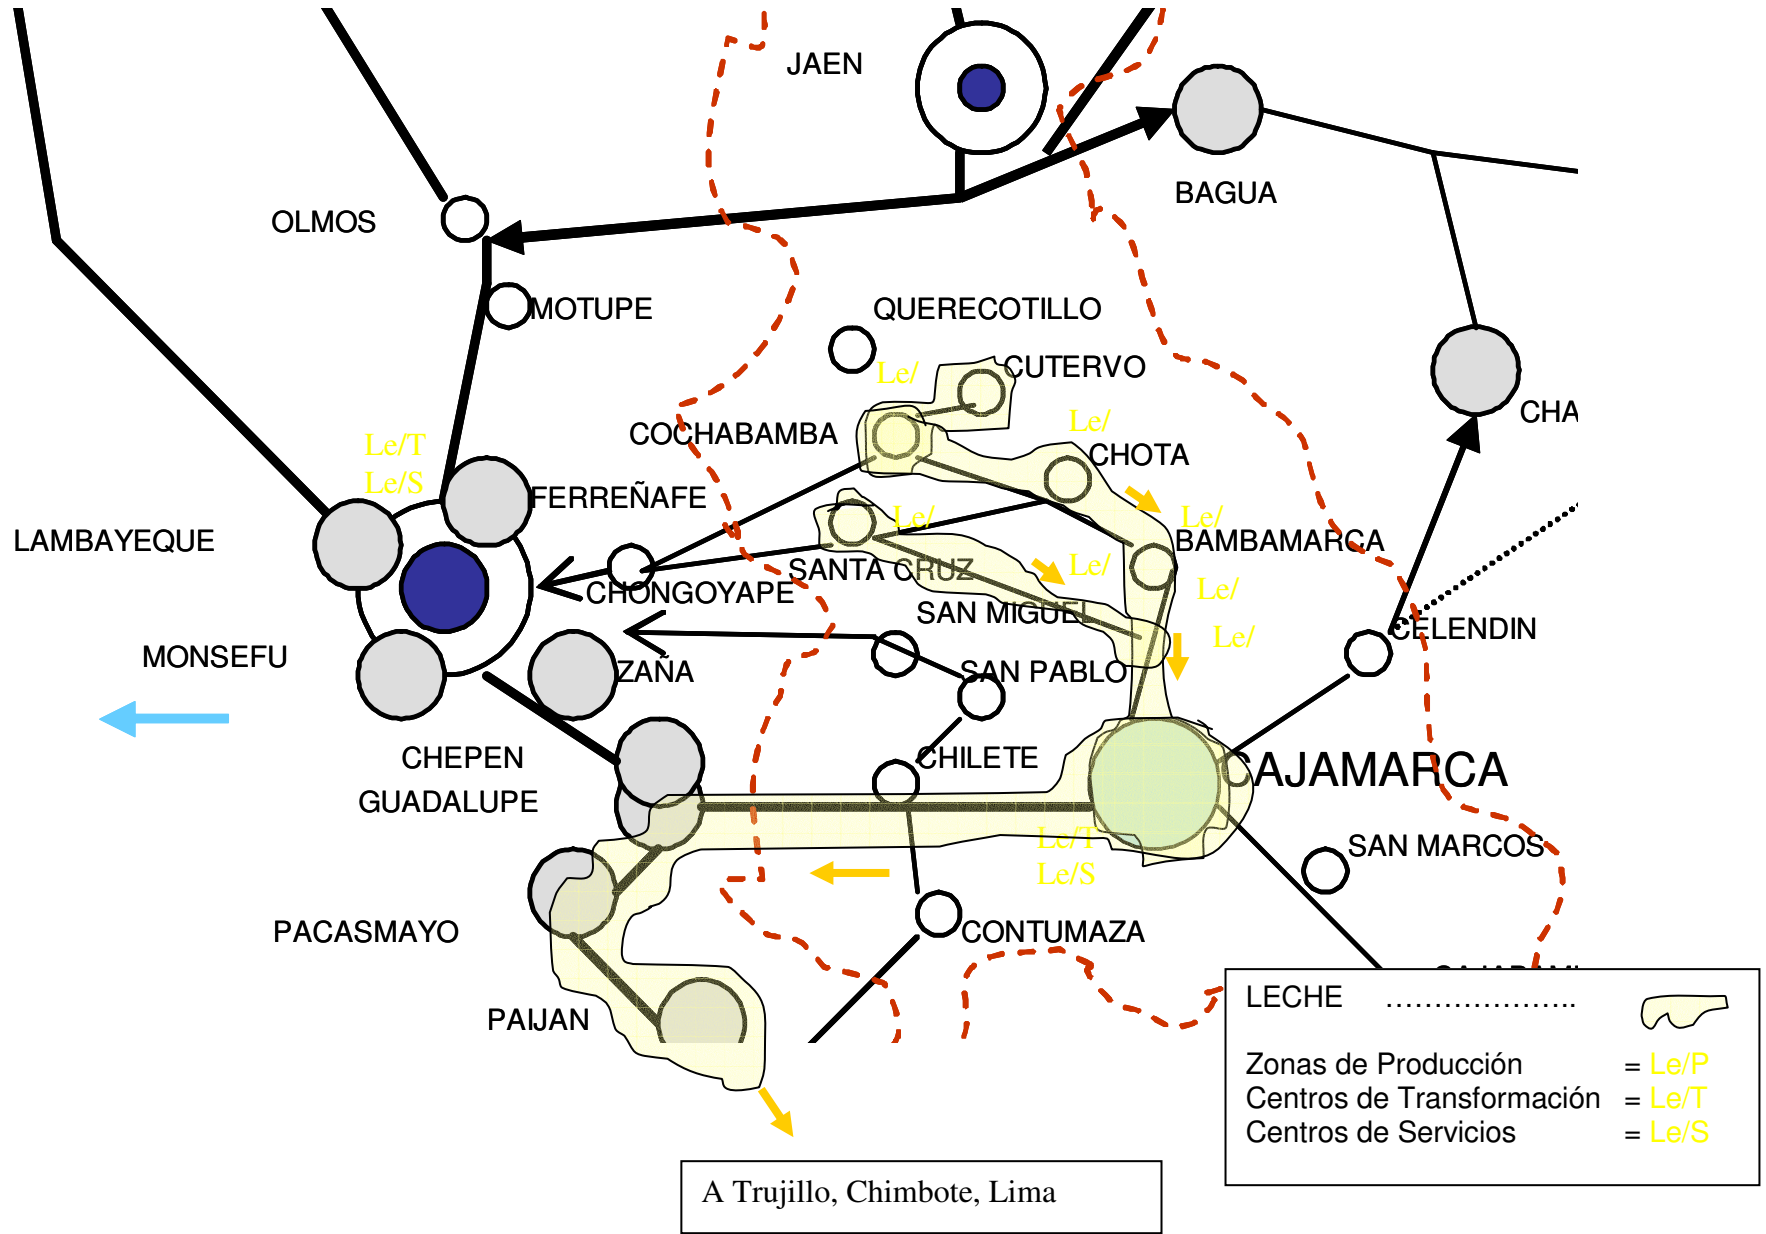 JAEN
BAGUA
OLMOS
MOTUPE
QUERECOTILLO
CUTERVO
Le/
CHA
Le/
COCHABAMBA
Le/T
CHOTA
Le/S
FERREÑAFE
Le/
Le/
LAMBAYEQUE
BAMBAMARCA
SANTA CRUZ
Le/
CHONGOYAPE
Le/
SAN MIGUEL
CELENDIN
Le/
MONSEFU
ZAÑA
SAN PABLO
CHEPEN
CHILETE
CAJAMARCA
GUADALUPE
Le/T
SAN MARCOS
Le/S
PACASMAYO
CONTUMAZA
PAIJAN
LECHE ………………..
Zonas de Producción = Le/P
Centros de Transformación = Le/T
Centros de Servicios = Le/S
A Trujillo, Chimbote, Lima